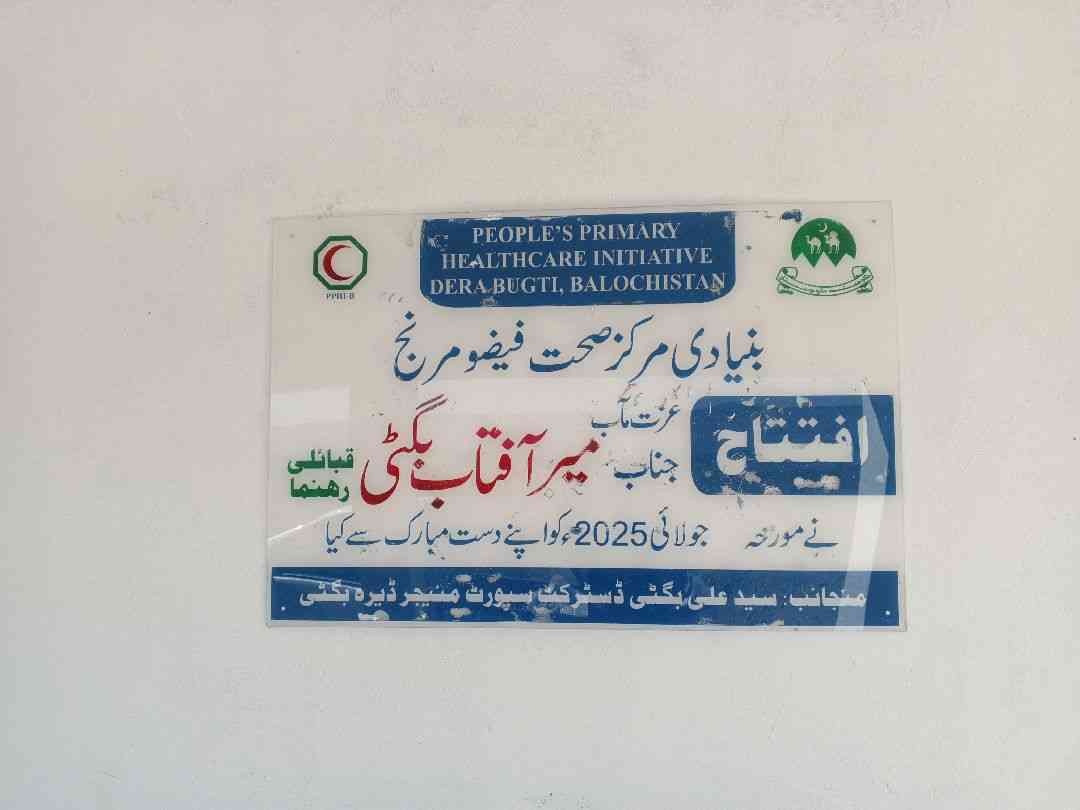 PEOPLE'S PRIMARY
HEALTHCARE INITIATIVE
DERA BUGTI, BALOCHISTAN
PPHI-B
بنیادی مرکز صحت فیضو مرنج
افتتاح
عزت مآب
جناب
میر آفتاب بگٹی
قبائلی
رہنما
نے مورخہ جولائی 2025ء کو اپنے دست مبارک سے کیا
منجانب: سید علی بگٹی ڈسٹرکٹ سپورٹ منیجر ڈیرہ بگٹی